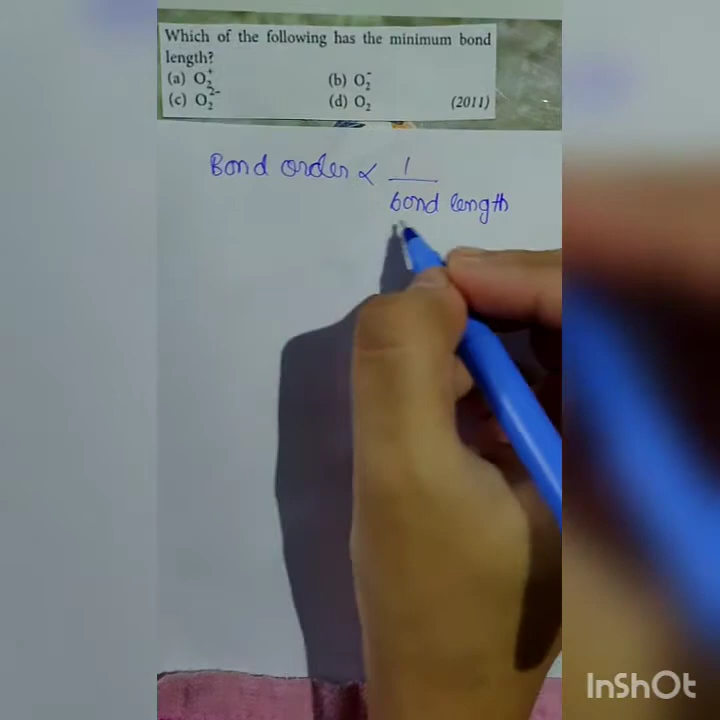 Which of the following has the minimum bond
length?
(a) O₂⁺ (b) O₂⁻
(c) O₂²⁻ (d) O₂ (2011)
Bond order ∝ 1
bond length
InShOt